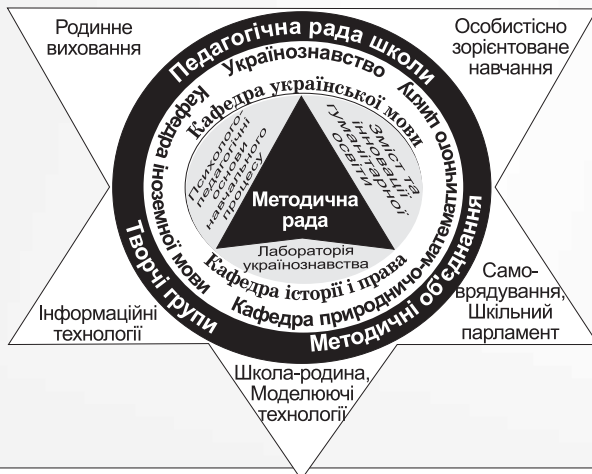 Родинне
виховання
Особистісно
зорієнтоване
навчання
Педагогічна рада школи
Українознавство
Кафедра української мови
Кафедра іноземної мови
Кафедра природничо-математичного циклу
Психолого-
педагогічні
основи
навчального
процесу
Зміст та
інновації
гуманітарної
освіти
Методична
рада
Лабораторія
українознавства
Кафедра історії і права
Творчі групи
Методичні об'єднання
Інформаційні
технології
Само-
врядування,
Шкільний
парламент
Школа-родина,
Моделюючі
технології